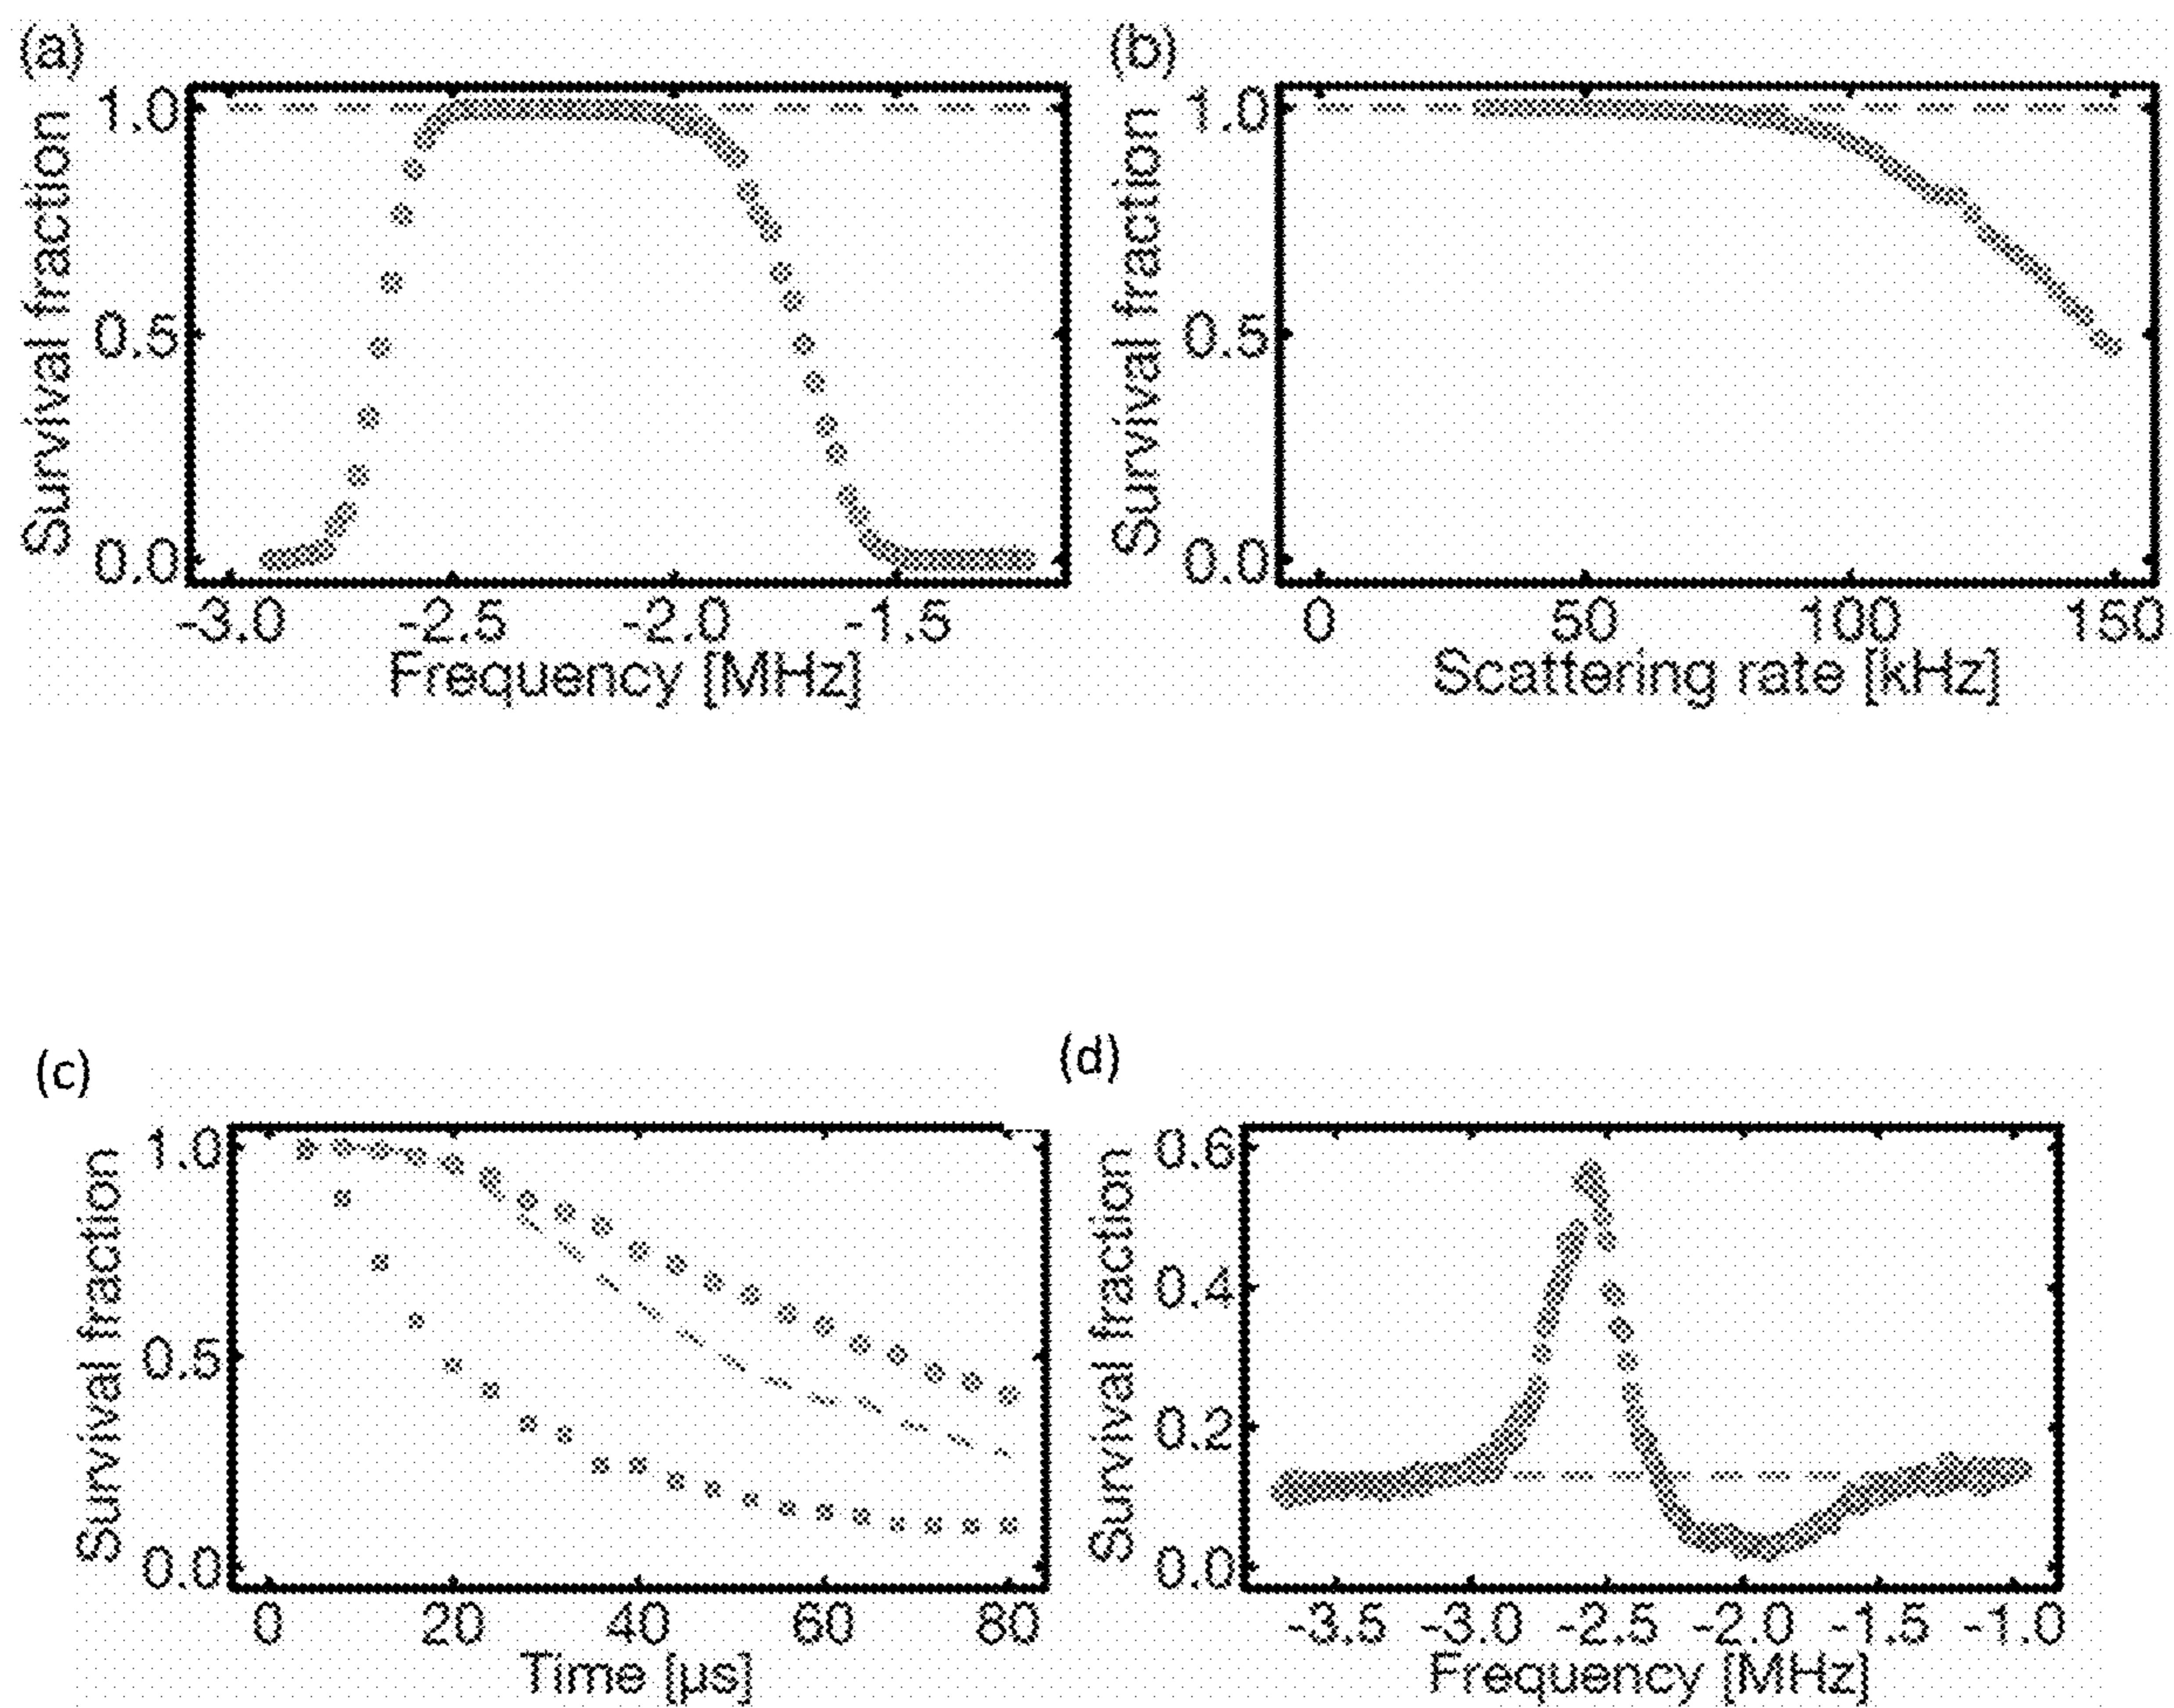 (a)
Survival fraction
1.0
0.5
0.0
-3.0 -2.5 -2.0 -1.5
Frequency [MHz]
(b)
Survival fraction
1.0
0.5
0.0
0 50 100 150
Scattering rate [kHz]
(c)
Survival fraction
1.0
0.5
0.0
0 20 40 60 80
Time [µs]
(d)
Survival fraction
0.6
0.4
0.2
0.0
-3.5 -3.0 -2.5 -2.0 -1.5 -1.0
Frequency [MHz]